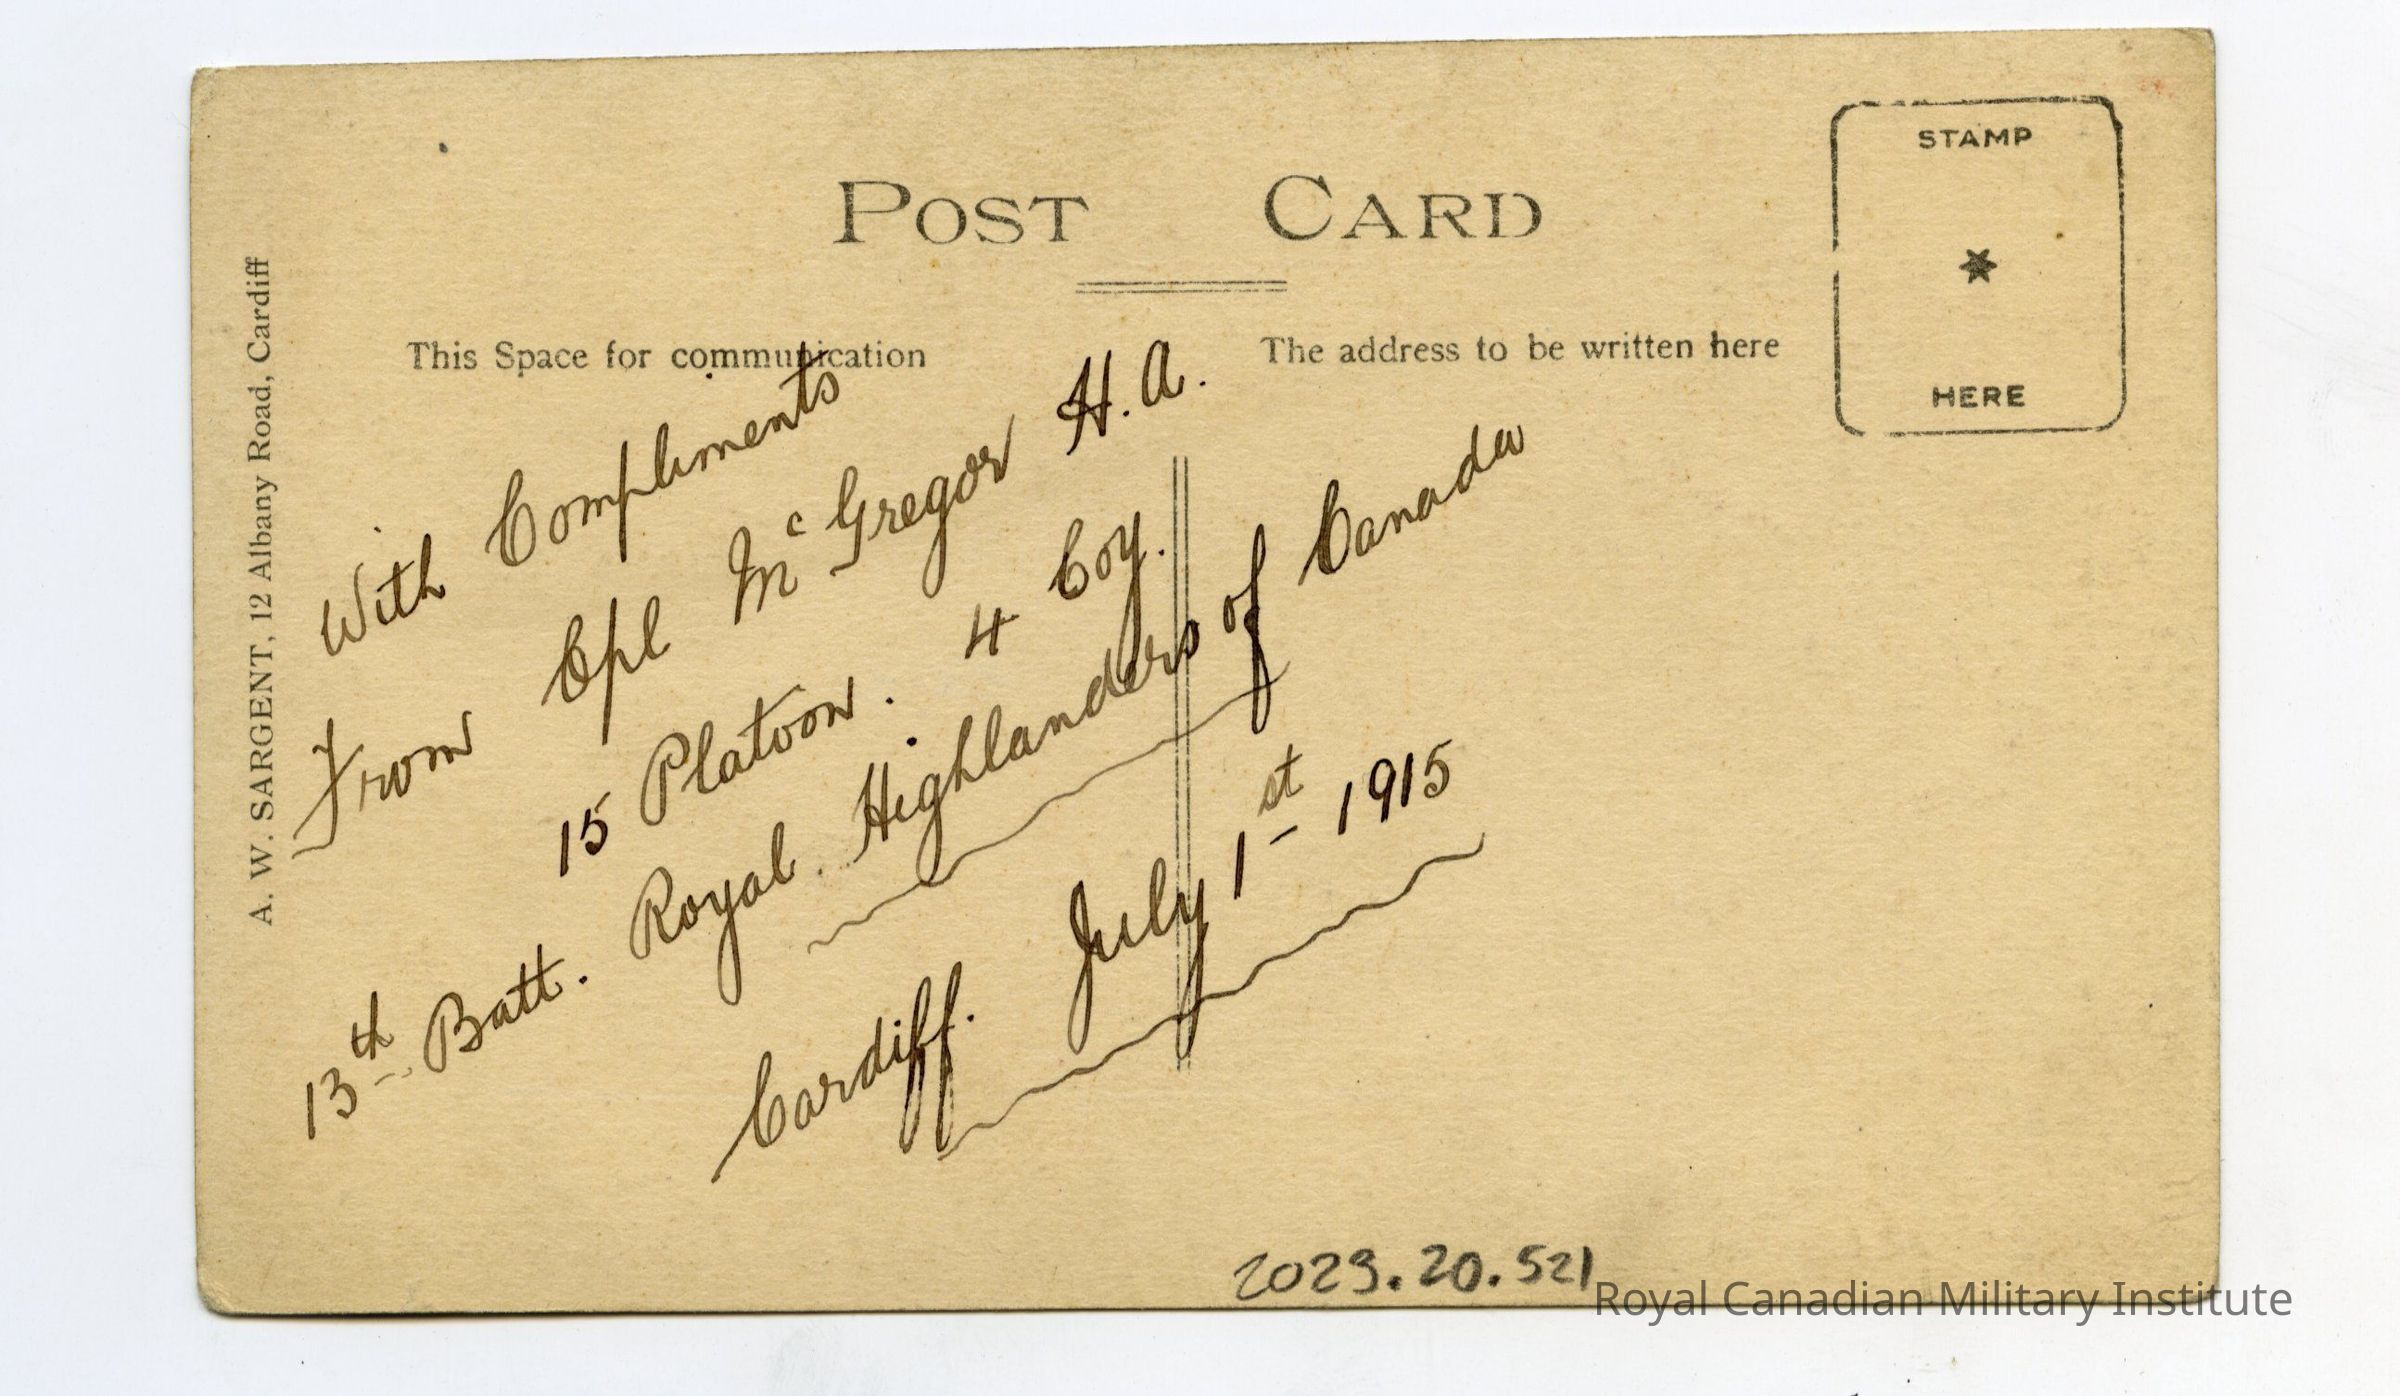 POST CARD
STAMP
HERE
This Space for communication
The address to be written here
A. W. SARGENT, 12 Albany Road, Cardiff
With Compliments
From Cpl McGregor H.A.
15 Platoon. 4 Coy.
13th Batt. Royal Highlanders of Canada
Cardiff. July 1st 1915
2023.20.521
Royal Canadian Military Institute